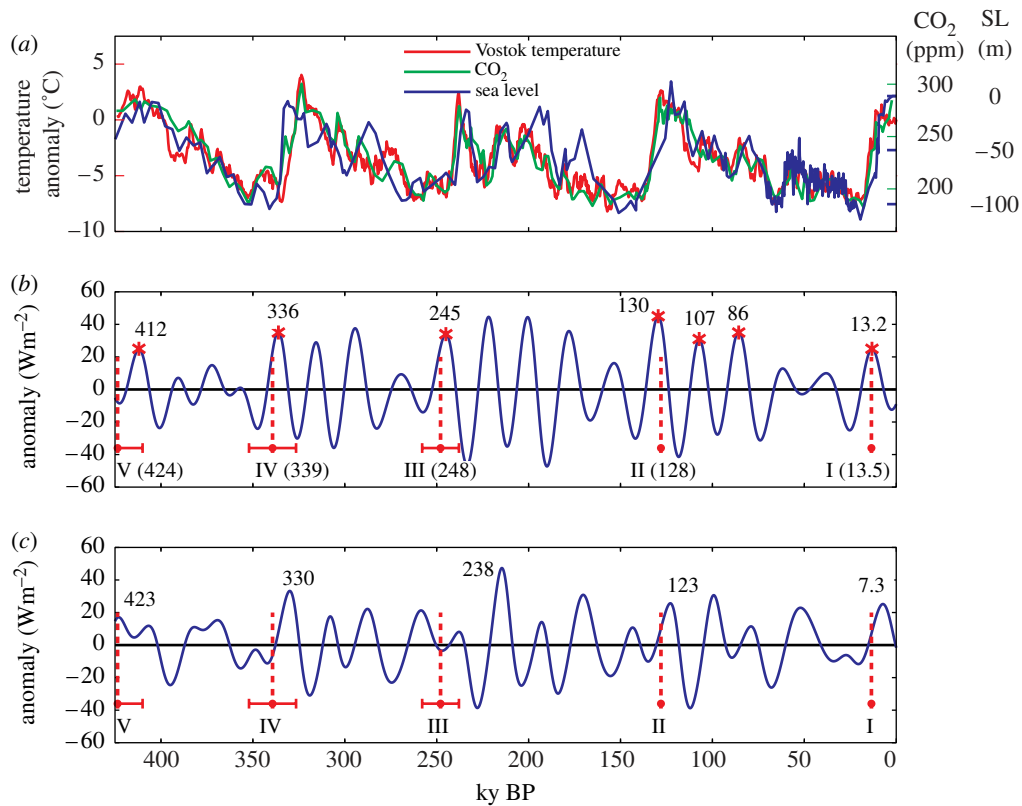 (a)
Vostok temperature
CO2
sea level
CO2
(ppm)
SL
(m)
temperature
anomaly (˚C)
5
0
−5
−10
300
250
200
0
−50
−100
(b)
anomaly (Wm−2)
60
40
20
0
−20
−40
−60
412
336
245
130
107
86
13.2
V (424)
IV (339)
III (248)
II (128)
I (13.5)
(c)
anomaly (Wm−2)
60
40
20
0
−20
−40
−60
423
330
238
123
7.3
V
IV
III
II
I
400
350
300
250
200
150
100
50
0
ky BP